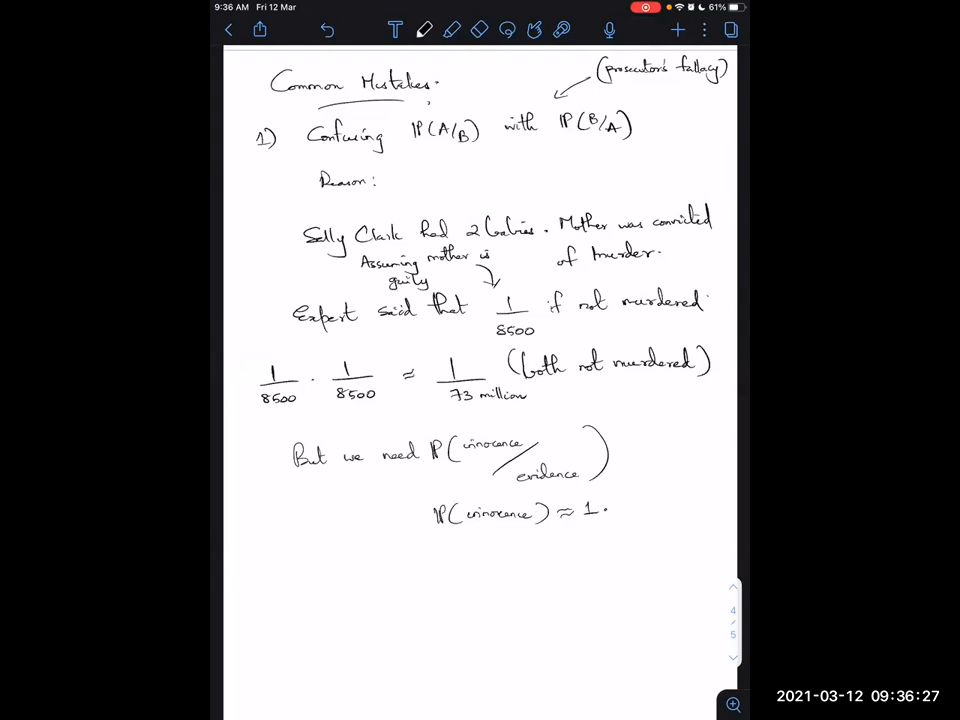 9:36 AM Fri 12 Mar
61%
Common Mistakes.
(prosecutor's fallacy)
1) Confusing P(A/B) with P(B/A)
Reason:
Sally Clark had 2 babies. Mother was convicted
of murder.
Assuming mother is
guilty
Expert said that 1/8500 if not murdered.
1/8500 · 1/8500 ≈ 1/73 million (both not murdered)
But we need P(innocence/evidence)
P(innocence) ≈ 1.
4
/
5
2021-03-12 09:36:27